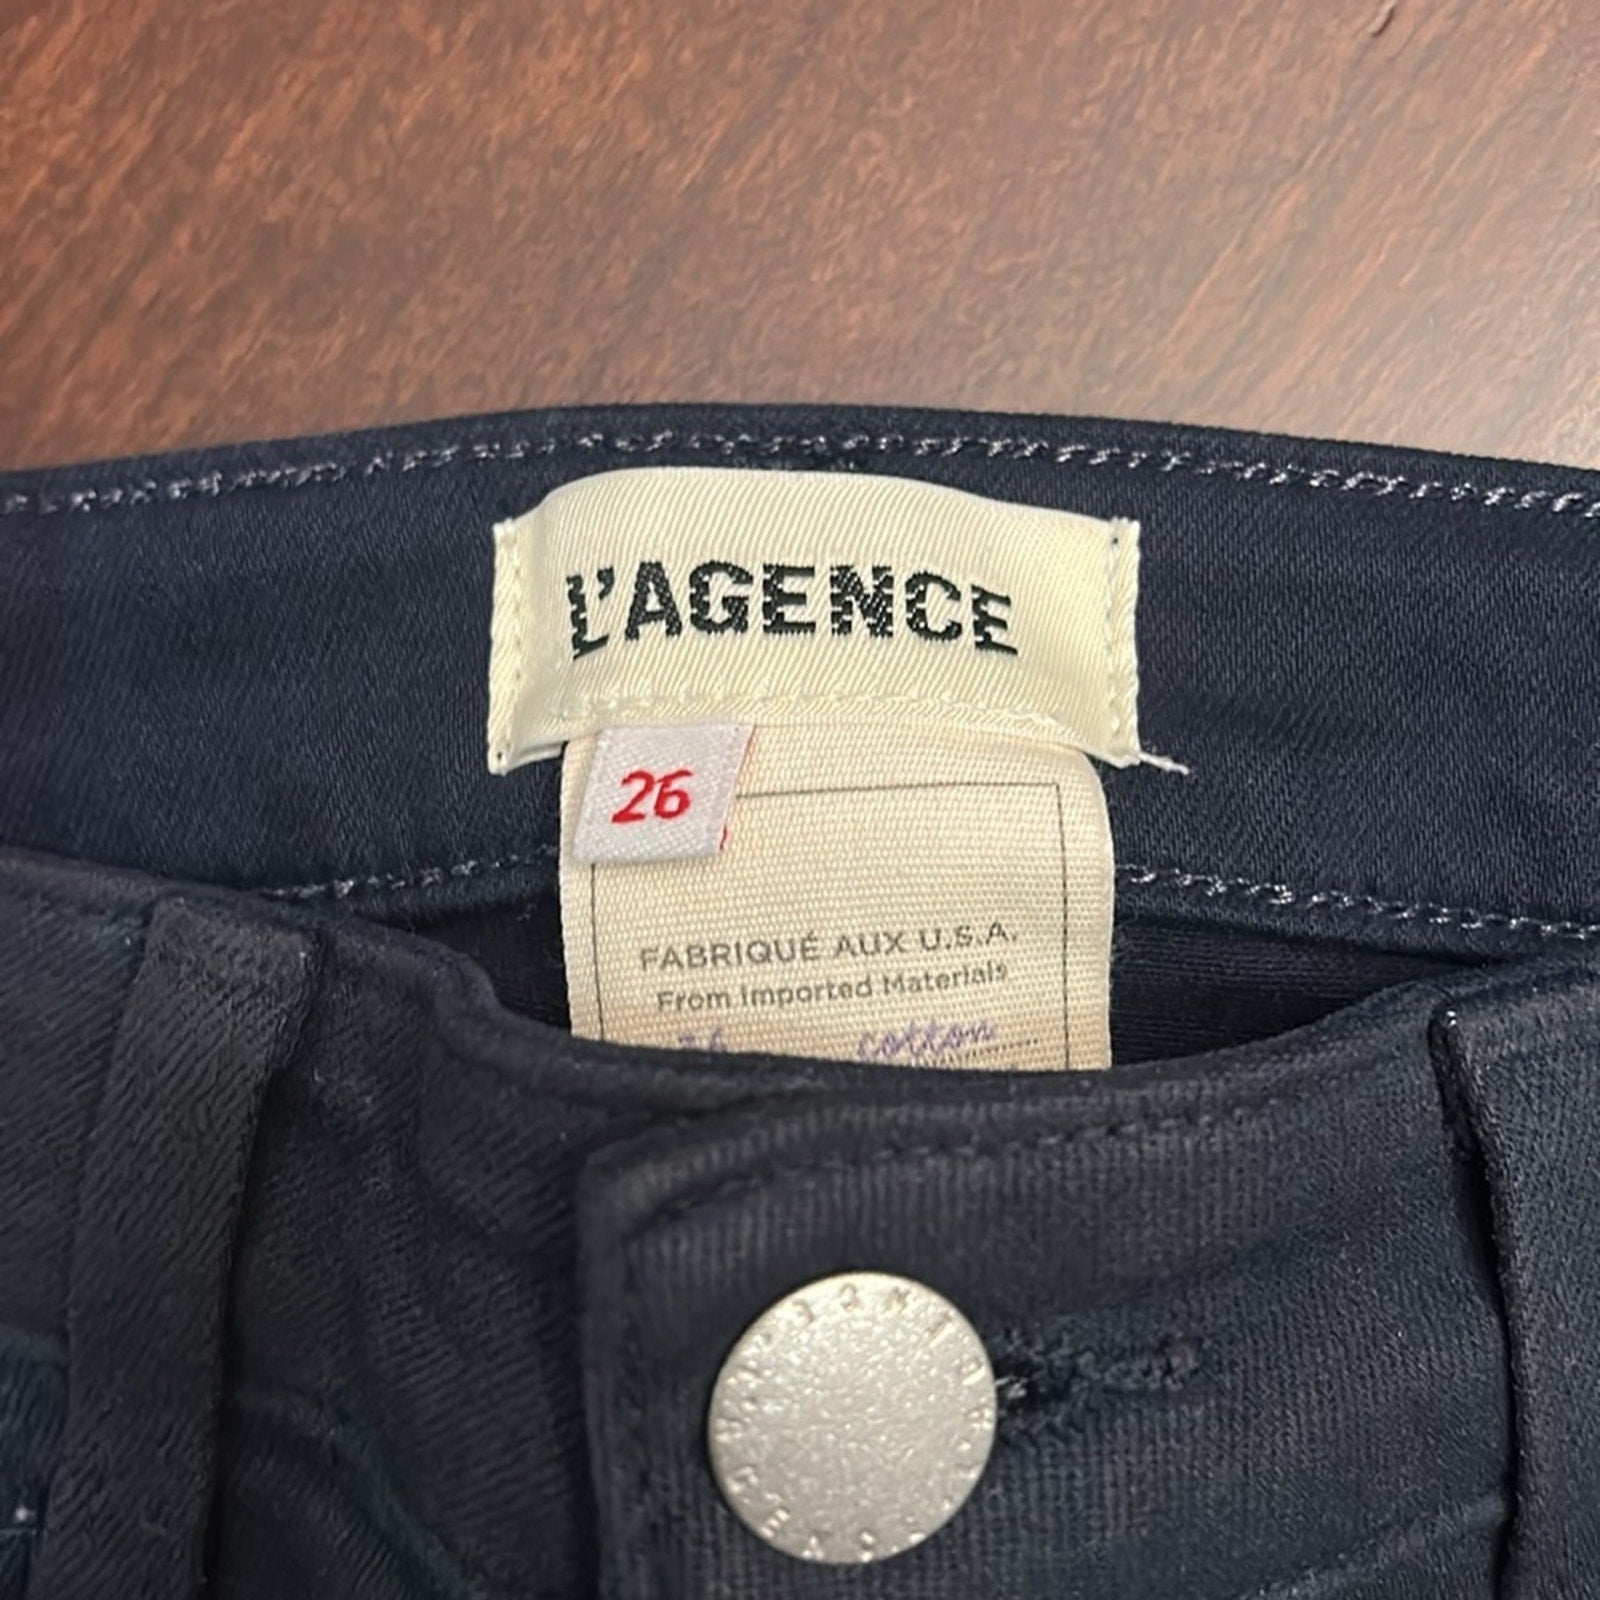 L'AGENCE
26
FABRIQUÉ AUX U.S.A.
From Imported Materials
cotton